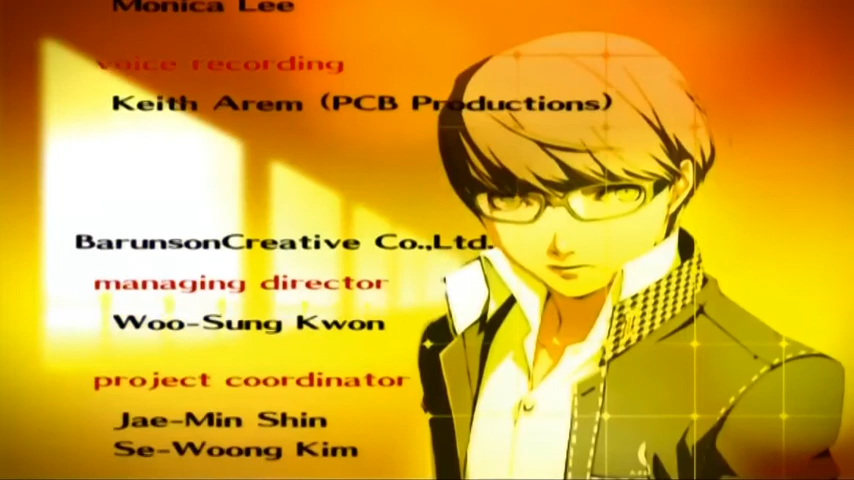 Monica Lee
voice recording
Keith Arem (PCB Productions)
BarunsonCreative Co.,Ltd.
managing director
Woo-Sung Kwon
project coordinator
Jae-Min Shin
Se-Woong Kim